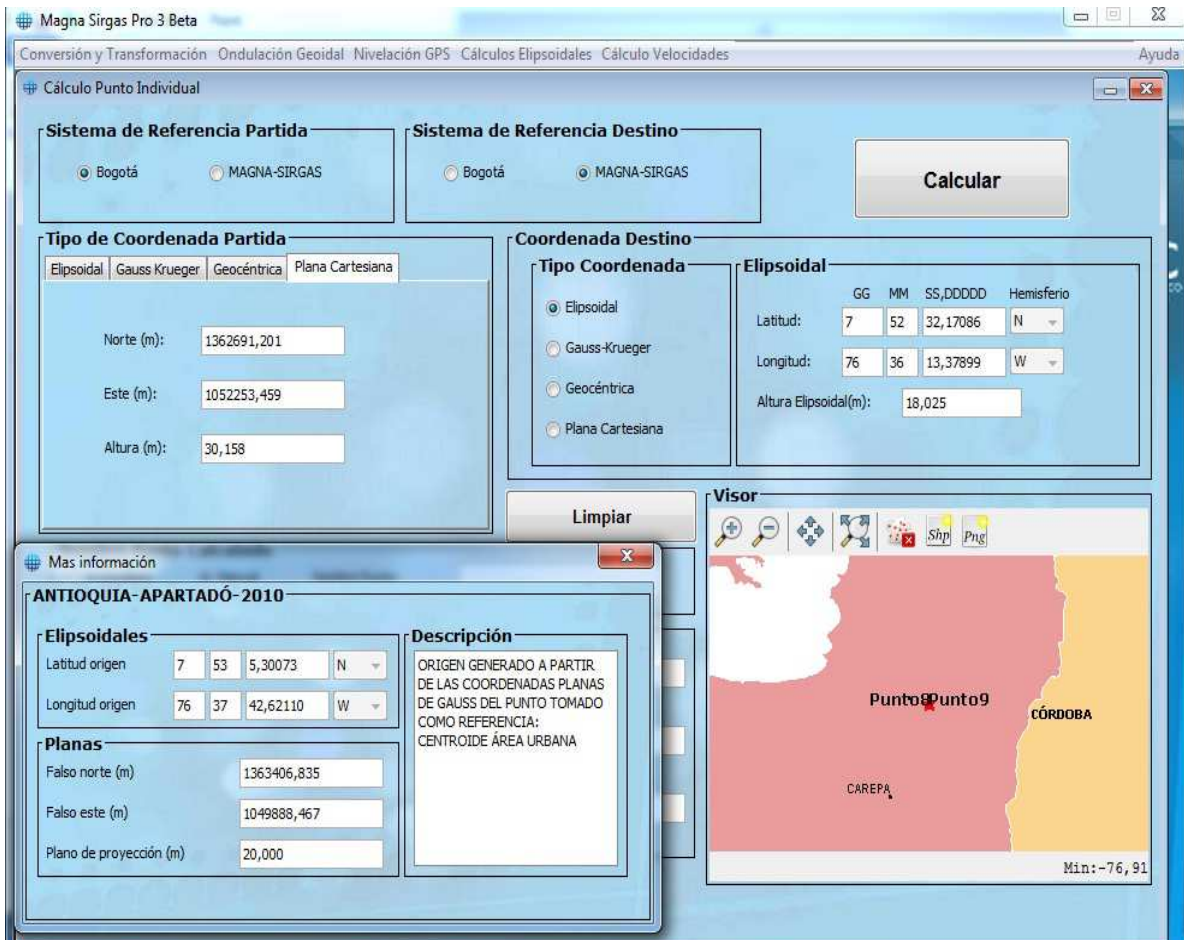 Magna Sirgas Pro 3 Beta
Conversión y Transformación Ondulación Geoidal Nivelación GPS Cálculos Elipsoidales Cálculo Velocidades Ayuda
Cálculo Punto Individual
Sistema de Referencia Partida
Bogotá MAGNA-SIRGAS
Sistema de Referencia Destino
Bogotá MAGNA-SIRGAS
Calcular
Tipo de Coordenada Partida
Elipsoidal Gauss Krueger Geocéntrica Plana Cartesiana
Norte (m): 1362691,201
Este (m): 1052253,459
Altura (m): 30,158
Coordenada Destino
Tipo Coordenada
Elipsoidal
Gauss-Krueger
Geocéntrica
Plana Cartesiana
Elipsoidal
GG MM SS,DDDDD Hemisferio
Latitud: 7 52 32,17086 N
Longitud: 76 36 13,37899 W
Altura Elipsoidal(m): 18,025
Limpiar
Visor
Shp Png
Punto8 Punto9
CÓRDOBA
CAREPA
Min:-76,91
Mas información
ANTIOQUIA-APARTADÓ-2010
Elipsoidales
Latitud origen 7 53 5,30073 N
Longitud origen 76 37 42,62110 W
Planas
Falso norte (m) 1363406,835
Falso este (m) 1049888,467
Plano de proyección (m) 20,000
Descripción
ORIGEN GENERADO A PARTIR
DE LAS COORDENADAS PLANAS
DE GAUSS DEL PUNTO TOMADO
COMO REFERENCIA:
CENTROIDE ÁREA URBANA